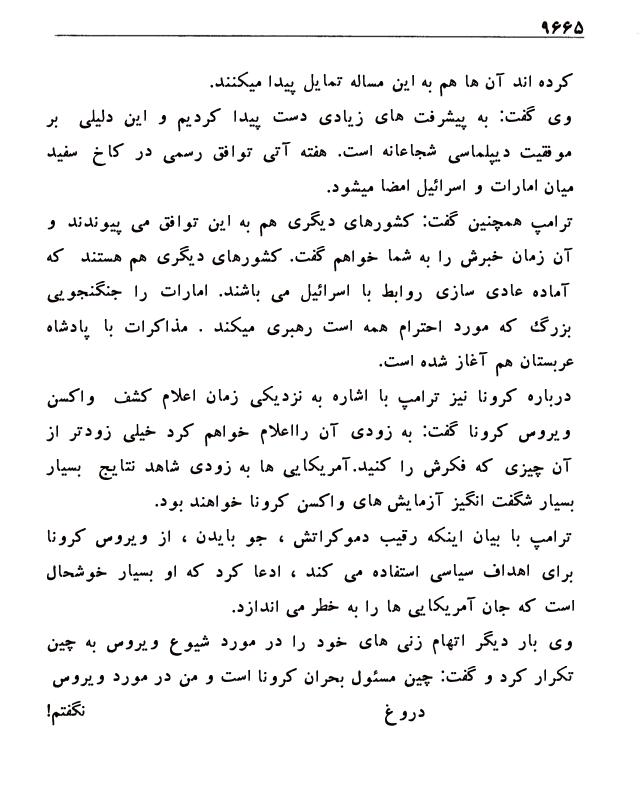 ۹۶۶۵
کرده اند آن ها هم به این مساله تمایل پیدا میکنند.
وی گفت: به پیشرفت های زیادی دست پیدا کردیم و این دلیلی بر
موفقیت دیپلماسی شجاعانه است. هفته آتی توافق رسمی در کاخ سفید
میان امارات و اسرائیل امضا میشود.
ترامپ همچنین گفت: کشورهای دیگری هم به این توافق می پیوندند و
آن زمان خبرش را به شما خواهم گفت. کشورهای دیگری هم هستند که
آماده عادی سازی روابط با اسرائیل می باشند. امارات را جنگنجویی
بزرگ که مورد احترام همه است رهبری میکند . مذاکرات با پادشاه
عربستان هم آغاز شده است.
درباره کرونا نیز ترامپ با اشاره به نزدیکی زمان اعلام کشف واکسن
ویروس کرونا گفت: به زودی آن رااعلام خواهم کرد خیلی زودتر از
آن چیزی که فکرش را کنید.آمریکایی ها به زودی شاهد نتایج بسیار
بسیار شگفت انگیز آزمایش های واکسن کرونا خواهند بود.
ترامپ با بیان اینکه رقیب دموکراتش ، جو بایدن ، از ویروس کرونا
برای اهداف سیاسی استفاده می کند ، ادعا کرد که او بسیار خوشحال
است که جان آمریکایی ها را به خطر می اندازد.
وی بار دیگر اتهام زنی های خود را در مورد شیوع ویروس به چین
تکرار کرد و گفت: چین مسئول بحران کرونا است و من در مورد ویروس
دروغ نگفتم!